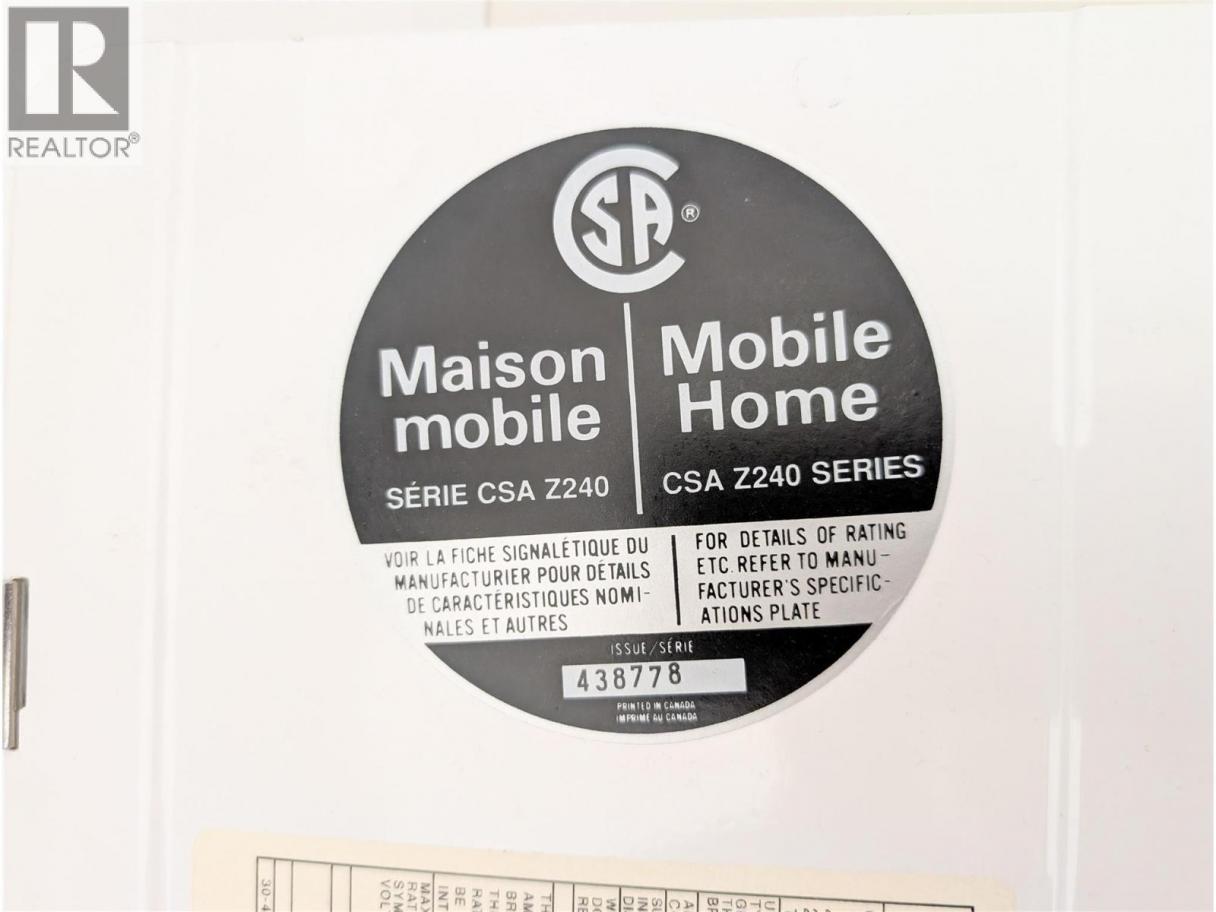 REALTOR®
CSA®
Maison
mobile
SÉRIE CSA Z240
Mobile
Home
CSA Z240 SERIES
VOIR LA FICHE SIGNALÉTIQUE DU
MANUFACTURIER POUR DÉTAILS
DE CARACTÉRISTIQUES NOMI-
NALES ET AUTRES
FOR DETAILS OF RATING
ETC. REFER TO MANU-
FACTURER'S SPECIFIC-
ATIONS PLATE
ISSUE/SÉRIE
438778
PRINTED IN CANADA
IMPRIMÉ AU CANADA